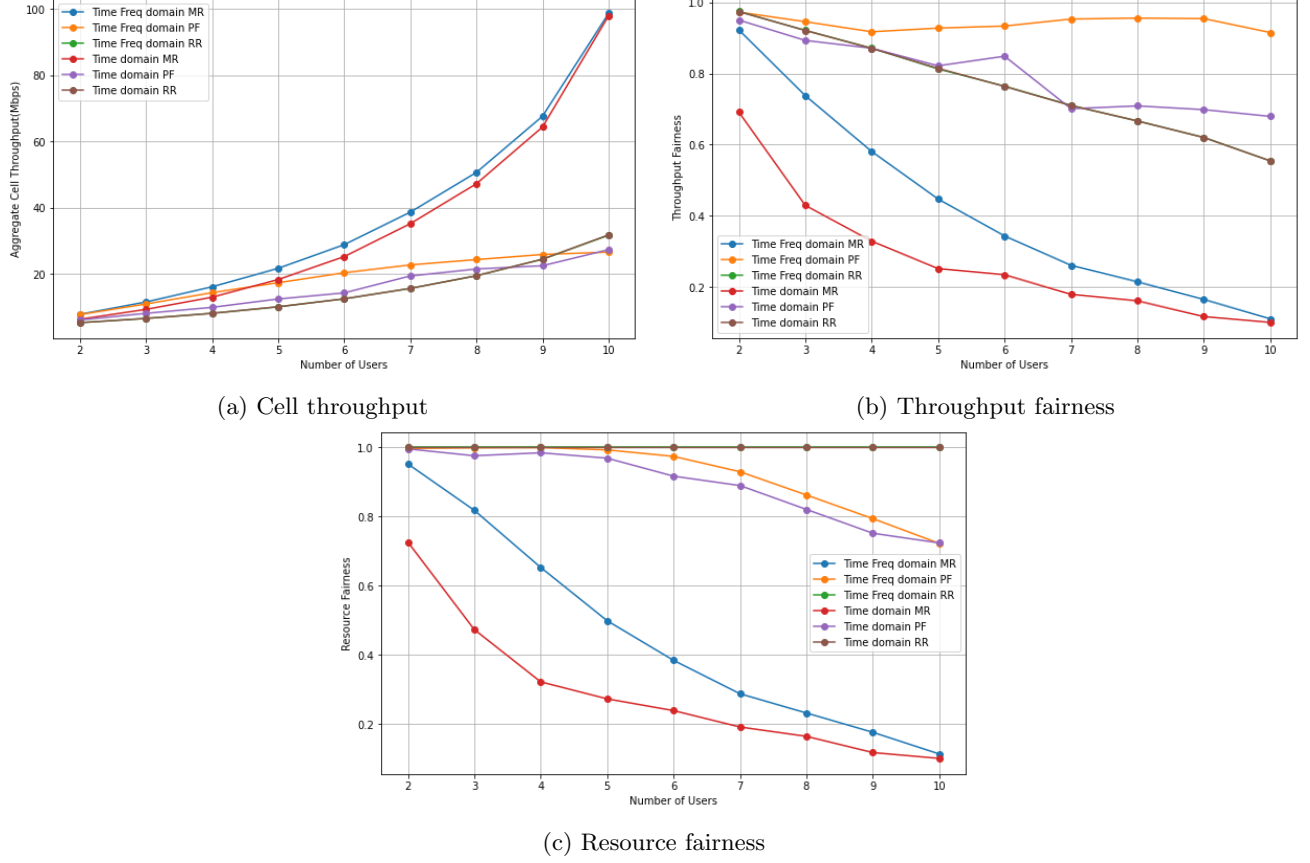 100
80
60
40
20
Aggregate Cell Throughput(Mbps)
Time Freq domain MR
Time Freq domain PF
Time Freq domain RR
Time domain MR
Time domain PF
Time domain RR
2 3 4 5 6 7 8 9 10
Number of Users
(a) Cell throughput
1.0
0.8
0.6
0.4
0.2
Throughput Fairness
Time Freq domain MR
Time Freq domain PF
Time Freq domain RR
Time domain MR
Time domain PF
Time domain RR
2 3 4 5 6 7 8 9 10
Number of Users
(b) Throughput fairness
1.0
0.8
0.6
0.4
0.2
Resource Fairness
Time Freq domain MR
Time Freq domain PF
Time Freq domain RR
Time domain MR
Time domain PF
Time domain RR
2 3 4 5 6 7 8 9 10
Number of Users
(c) Resource fairness